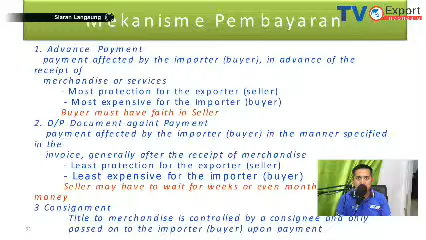 Siaran Langsung
Mekanisme Pembayaran
TV Export
1. Advance Payment
payment affected by the importer (buyer), in advance of the
receipt of
merchandise or services
- Most protection for the exporter (seller)
- Most expensive for the importer (buyer)
Buyer must have faith in Seller
2. D/P Document againt Payment
payment affected by the importer (buyer) in the manner specified
in the
invoice, generally after the receipt of merchandise
- Least protection for the exporter (seller)
- Least expensive for the importer (buyer)
Seller may have to wait for weeks or even month
money
3 Consignment
Title to merchandise is controlled by a consignee and only
passed on to the importer (buyer) upon payment